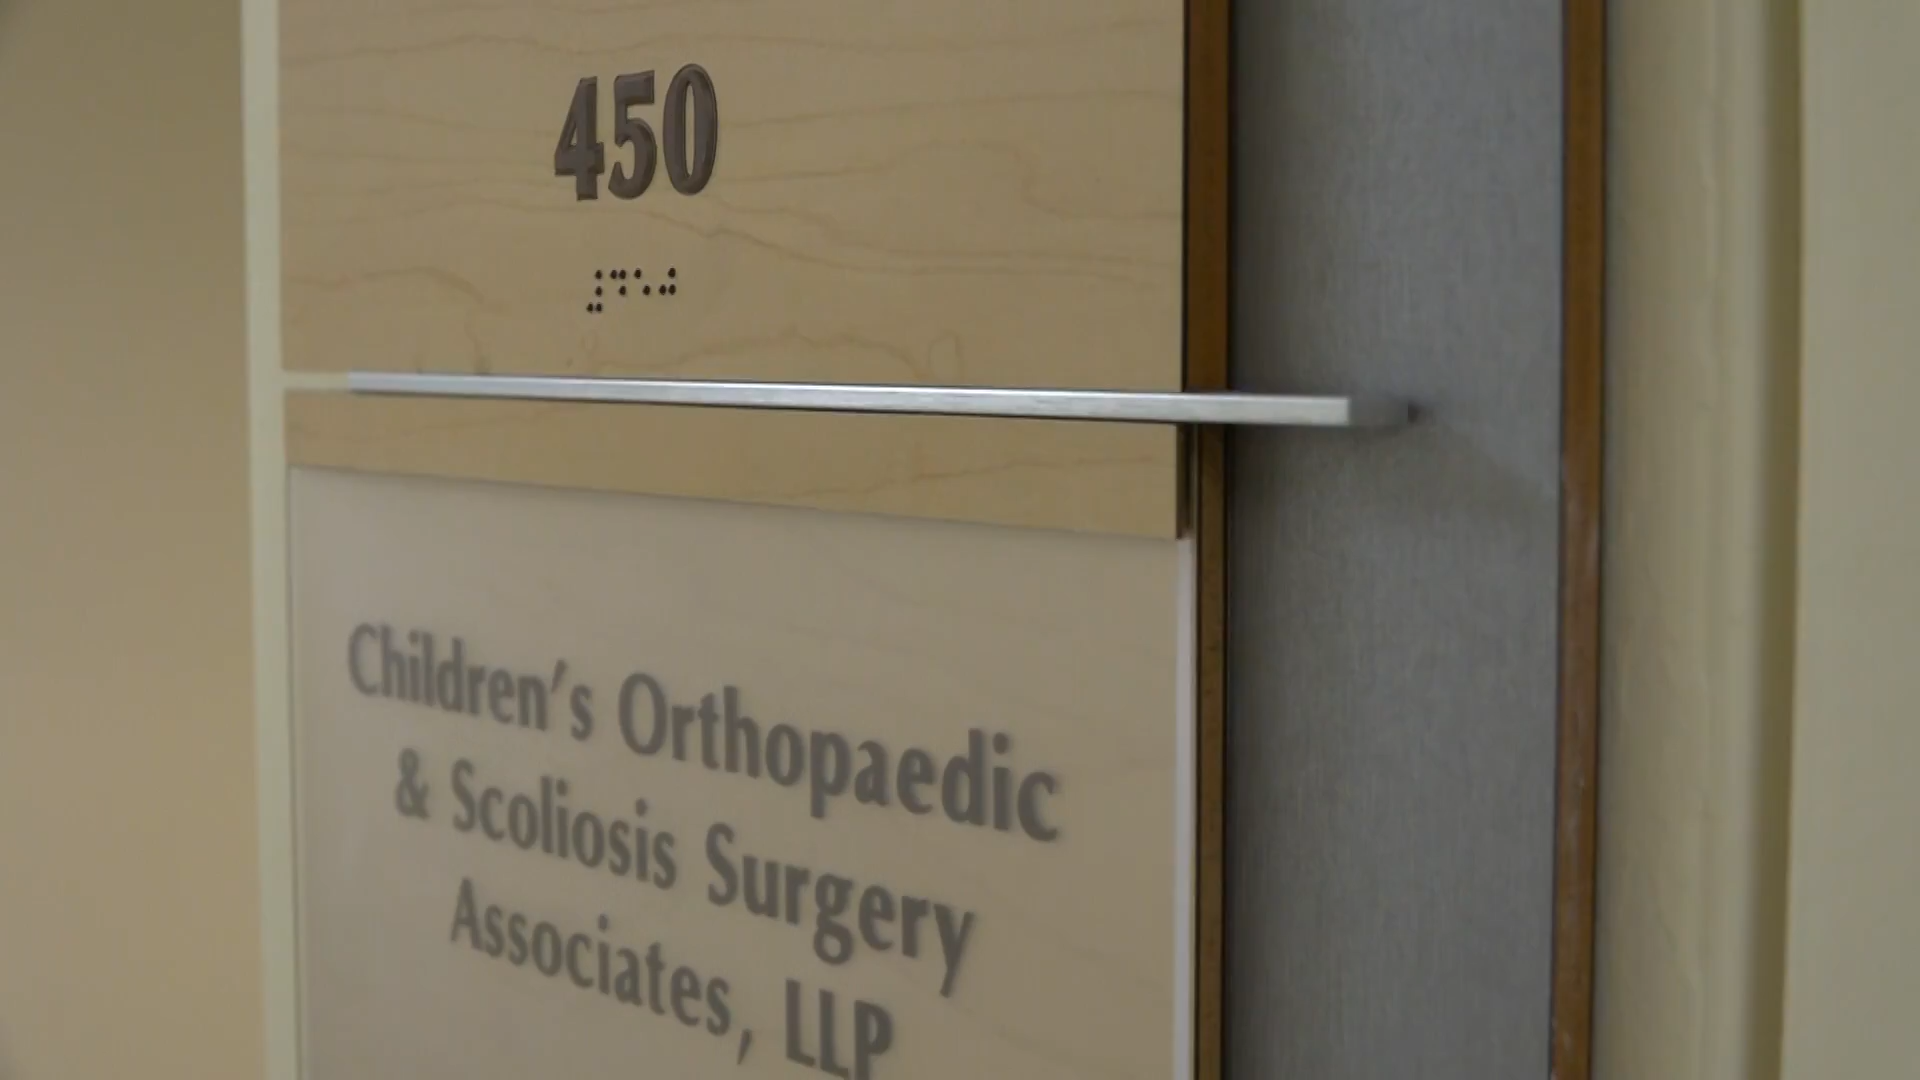 450
⠼⠙⠑⠚
Children's Orthopaedic
& Scoliosis Surgery
Associates, LLP